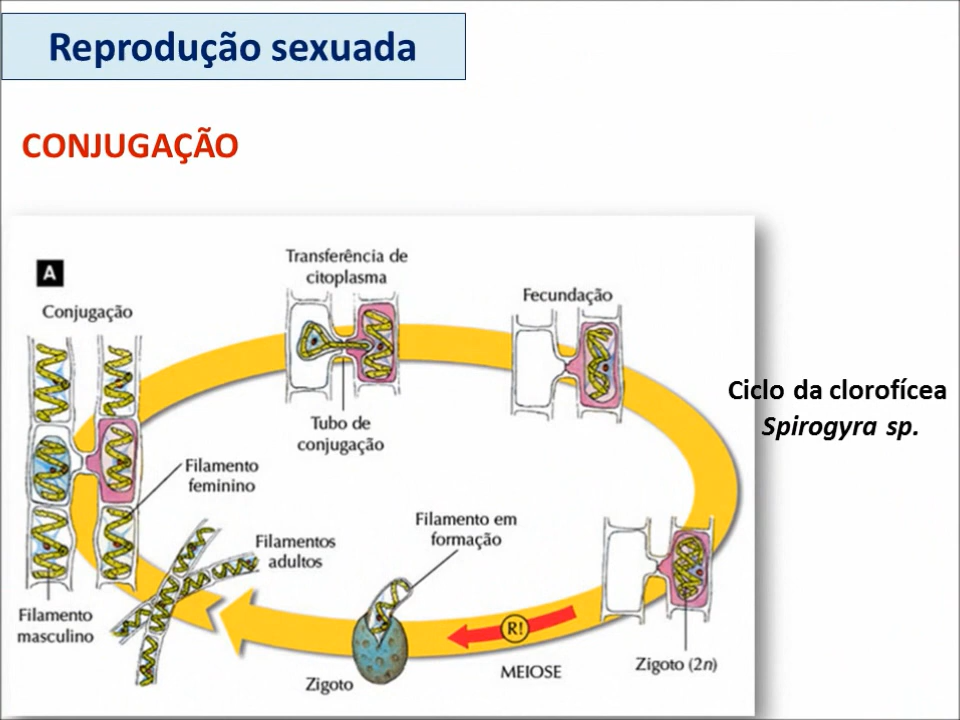 Reprodução sexuada
CONJUGAÇÃO
A
Conjugação
Transferência de
citoplasma
Fecundação
Tubo de
conjugação
Ciclo da clorofícea
Spirogyra sp.
Filamento
feminino
Filamento em
formação
Filamentos
adultos
Filamento
masculino
Zigoto
R!
MEIOSE
Zigoto (2n)